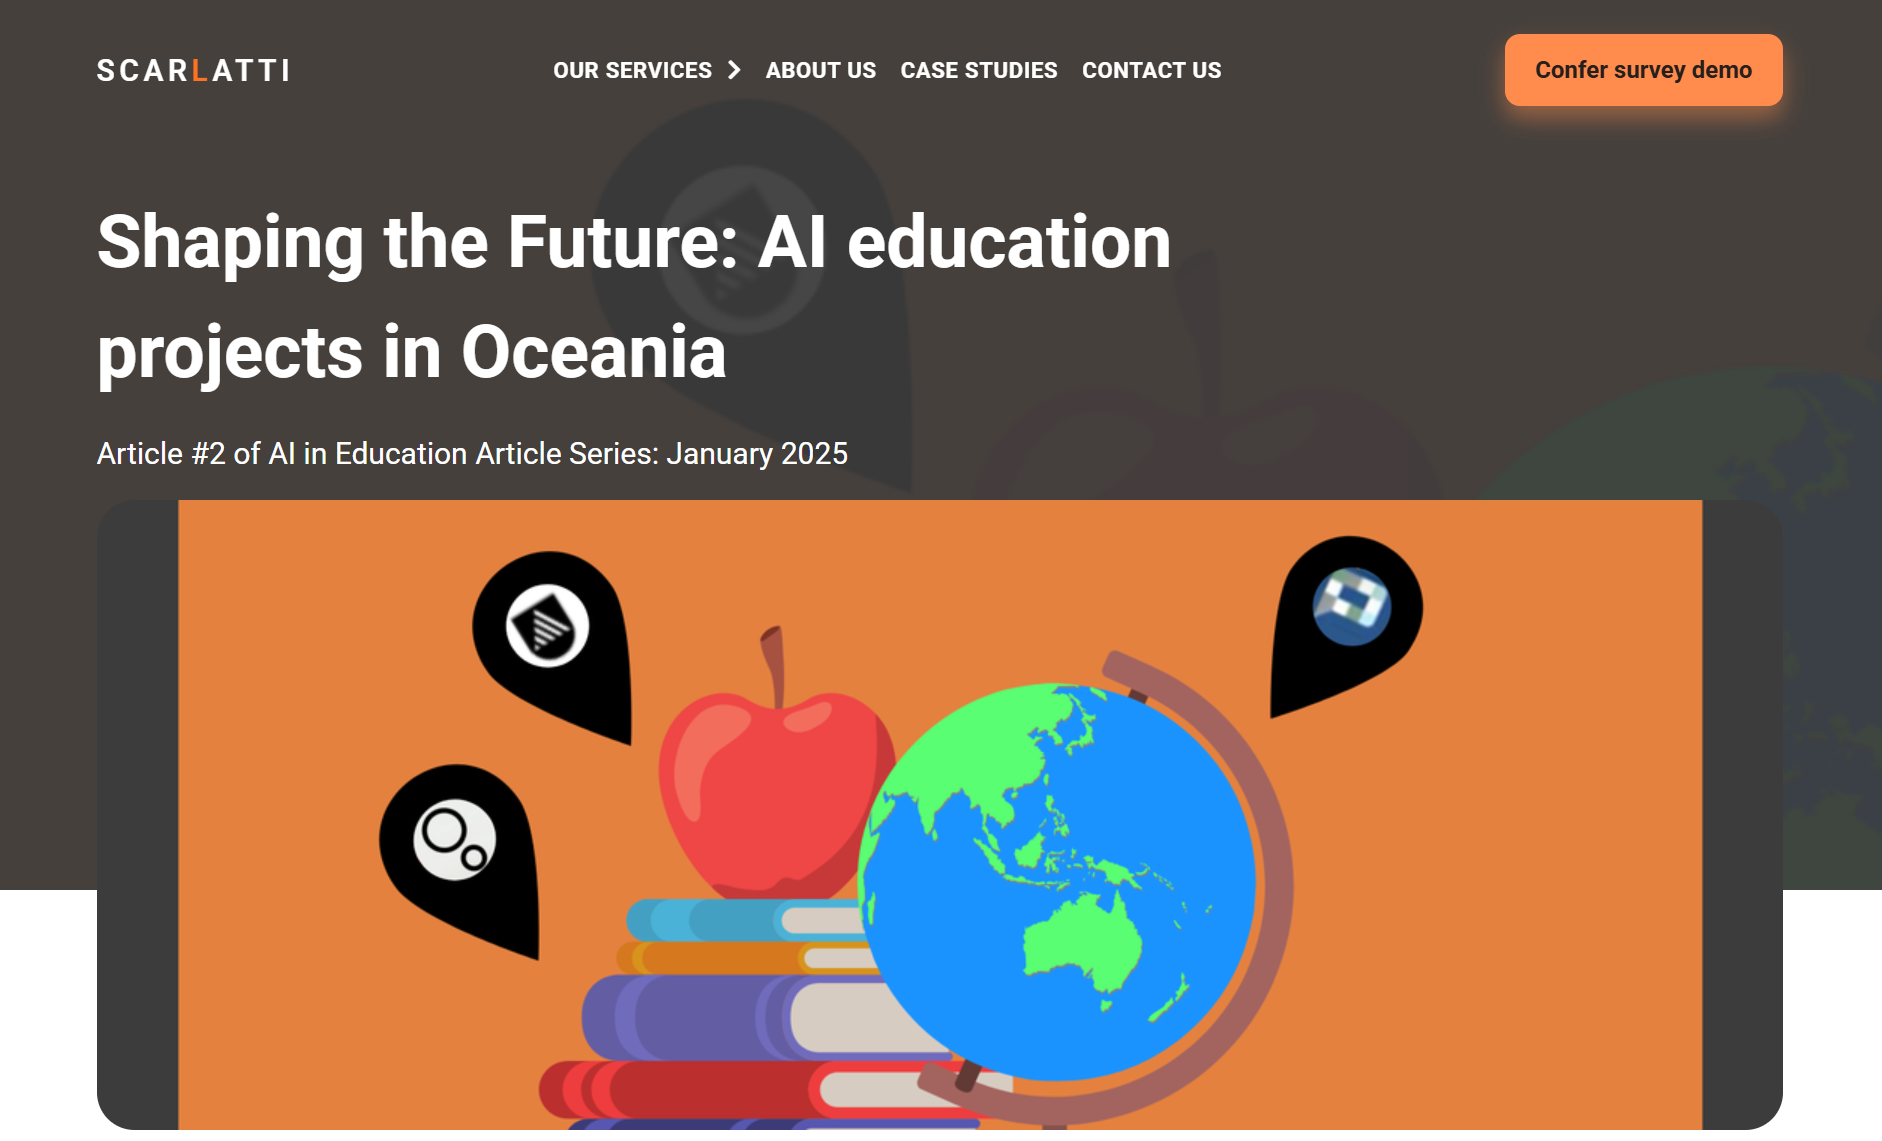 SCARLATTI
OUR SERVICES ABOUT US CASE STUDIES CONTACT US
Confer survey demo
Shaping the Future: AI education
projects in Oceania
Article #2 of AI in Education Article Series: January 2025